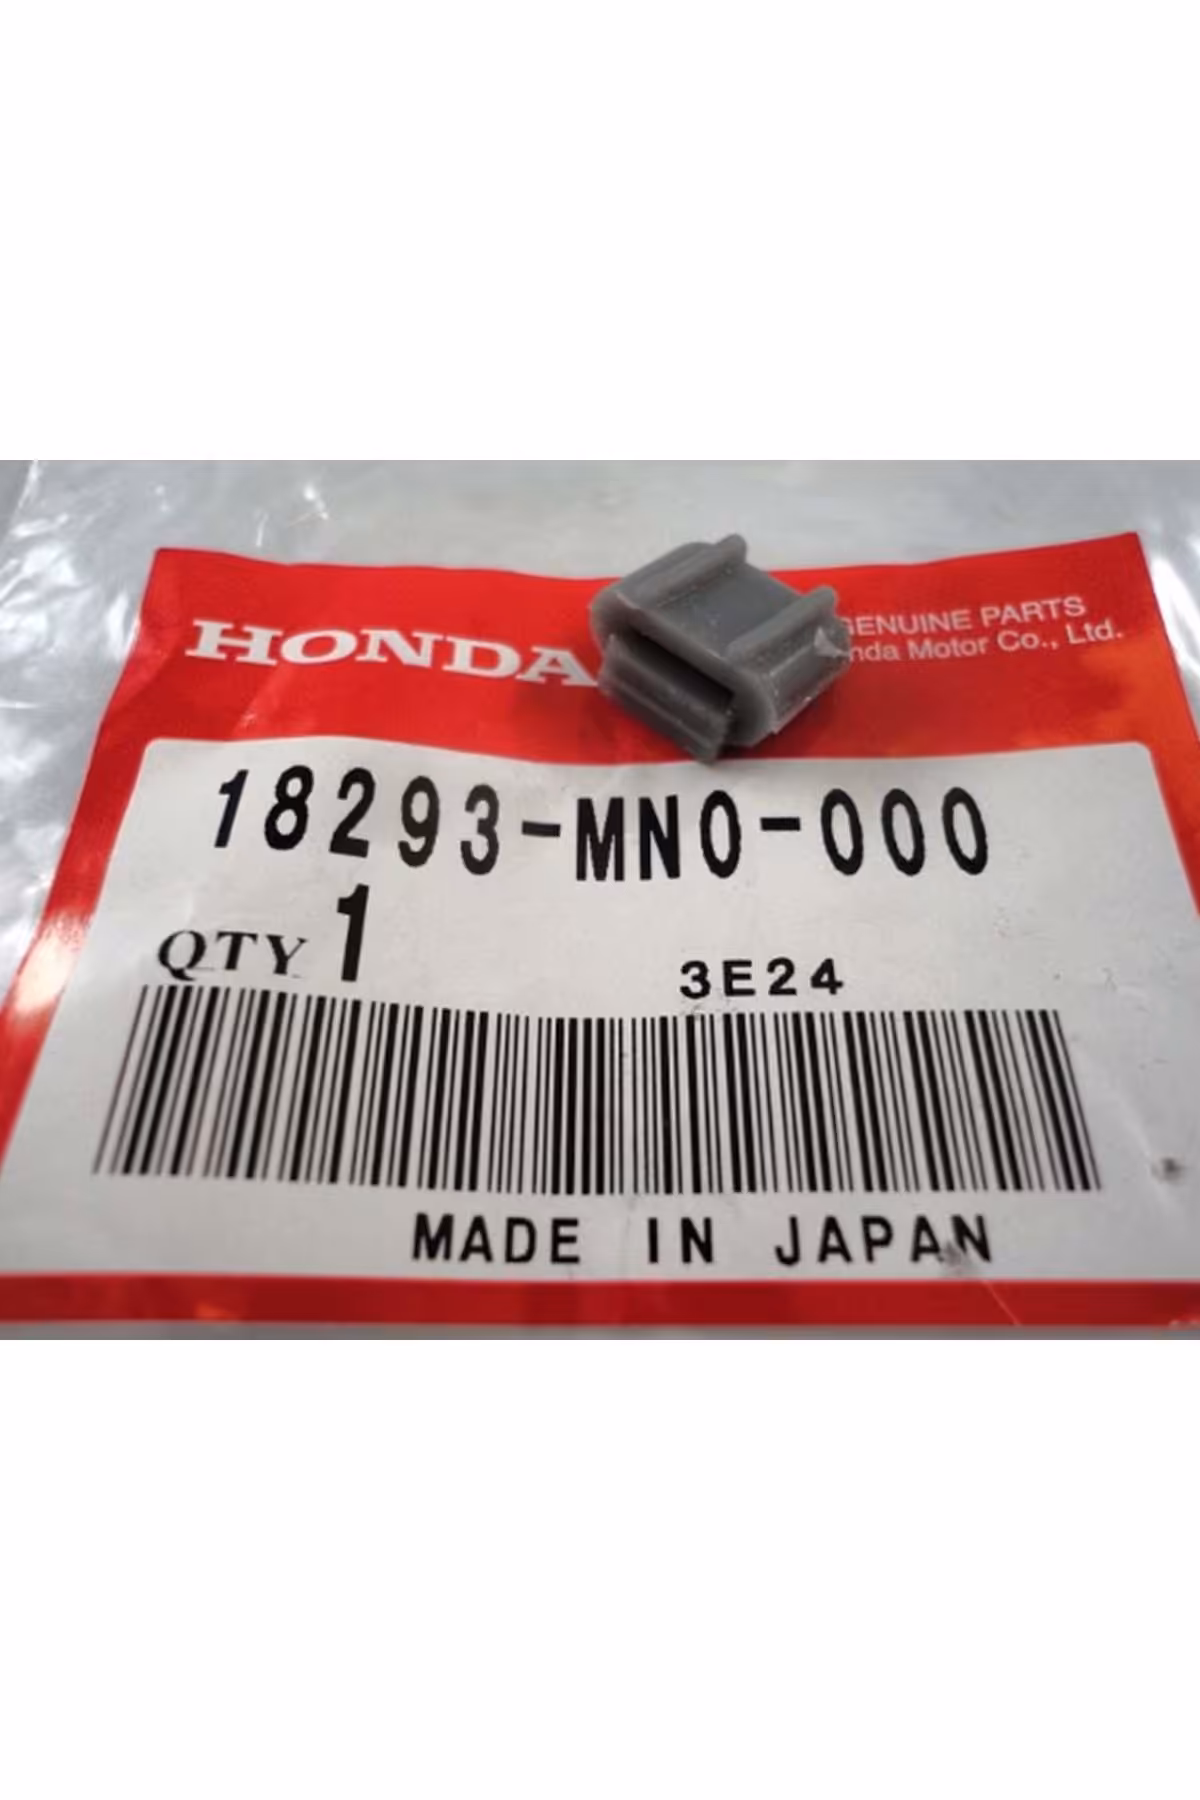 HONDA
GENUINE PARTS
nda Motor Co., Ltd.
18293-MN0-000
QTY 1
3E24
MADE IN JAPAN